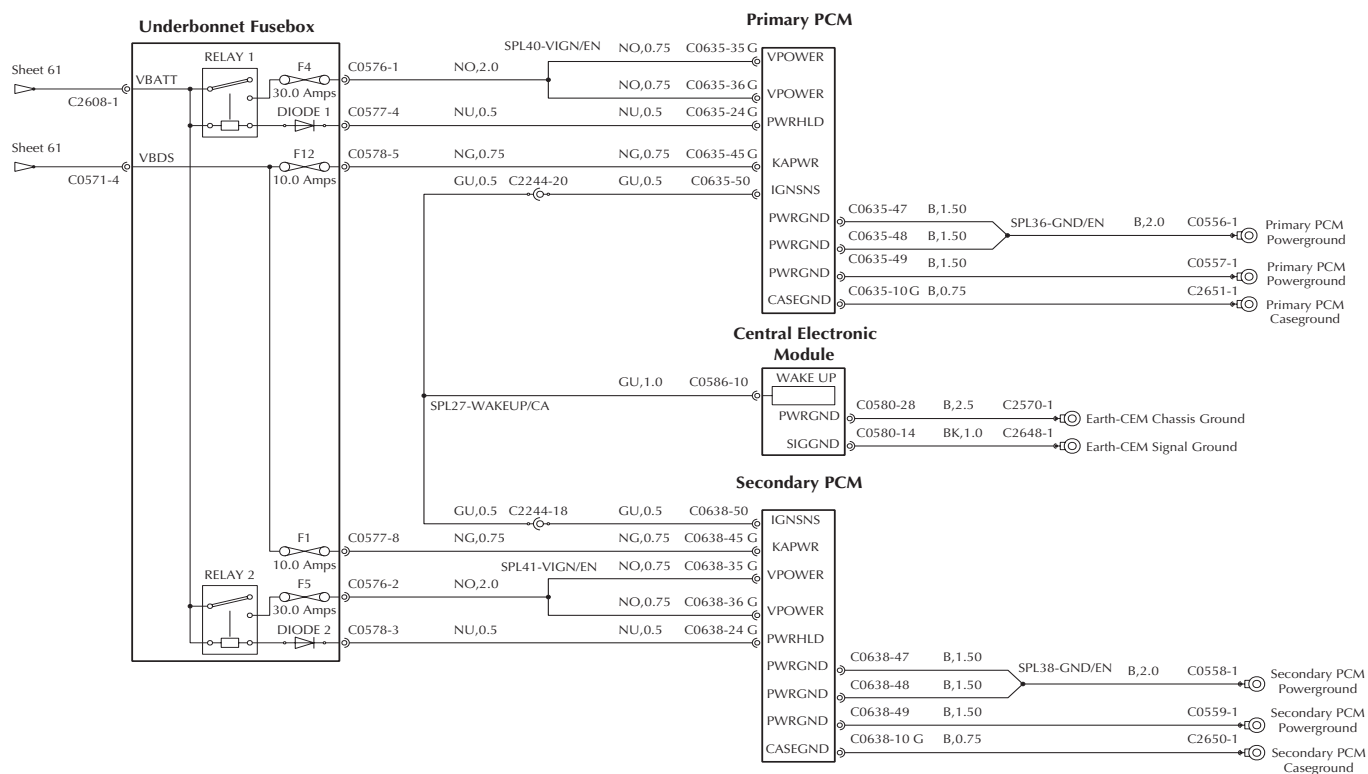 Underbonnet Fusebox
Primary PCM
Sheet 61
C2608-1
VBATT
RELAY 1
F4
30.0 Amps
C0576-1
NO,2.0
SPL40-VIGN/EN
NO,0.75
C0635-35 G
VPOWER
NO,0.75
C0635-36 G
VPOWER
DIODE 1
C0577-4
NU,0.5
NU,0.5
C0635-24 G
PWRHLD
Sheet 61
C0571-4
VBDS
F12
10.0 Amps
C0578-5
NG,0.75
NG,0.75
C0635-45 G
KAPWR
GU,0.5
C2244-20
GU,0.5
C0635-50
IGNSNS
PWRGND
C0635-47
B,1.50
SPL36-GND/EN
B,2.0
C0556-1
Primary PCM
Powerground
PWRGND
C0635-48
B,1.50
PWRGND
C0635-49
B,1.50
C0557-1
Primary PCM
Powerground
CASEGND
C0635-10 G
B,0.75
C2651-1
Primary PCM
Caseground
Central Electronic
Module
WAKE UP
SPL27-WAKEUP/CA
GU,1.0
C0586-10
PWRGND
C0580-28
B,2.5
C2570-1
Earth-CEM Chassis Ground
SIGGND
C0580-14
BK,1.0
C2648-1
Earth-CEM Signal Ground
Secondary PCM
GU,0.5
C2244-18
GU,0.5
C0638-50
IGNSNS
F1
10.0 Amps
C0577-8
NG,0.75
NG,0.75
C0638-45 G
KAPWR
RELAY 2
F5
30.0 Amps
C0576-2
NO,2.0
SPL41-VIGN/EN
NO,0.75
C0638-35 G
VPOWER
NO,0.75
C0638-36 G
VPOWER
DIODE 2
C0578-3
NU,0.5
NU,0.5
C0638-24 G
PWRHLD
PWRGND
C0638-47
B,1.50
SPL38-GND/EN
B,2.0
C0558-1
Secondary PCM
Powerground
PWRGND
C0638-48
B,1.50
PWRGND
C0638-49
B,1.50
C0559-1
Secondary PCM
Powerground
CASEGND
C0638-10 G
B,0.75
C2650-1
Secondary PCM
Caseground